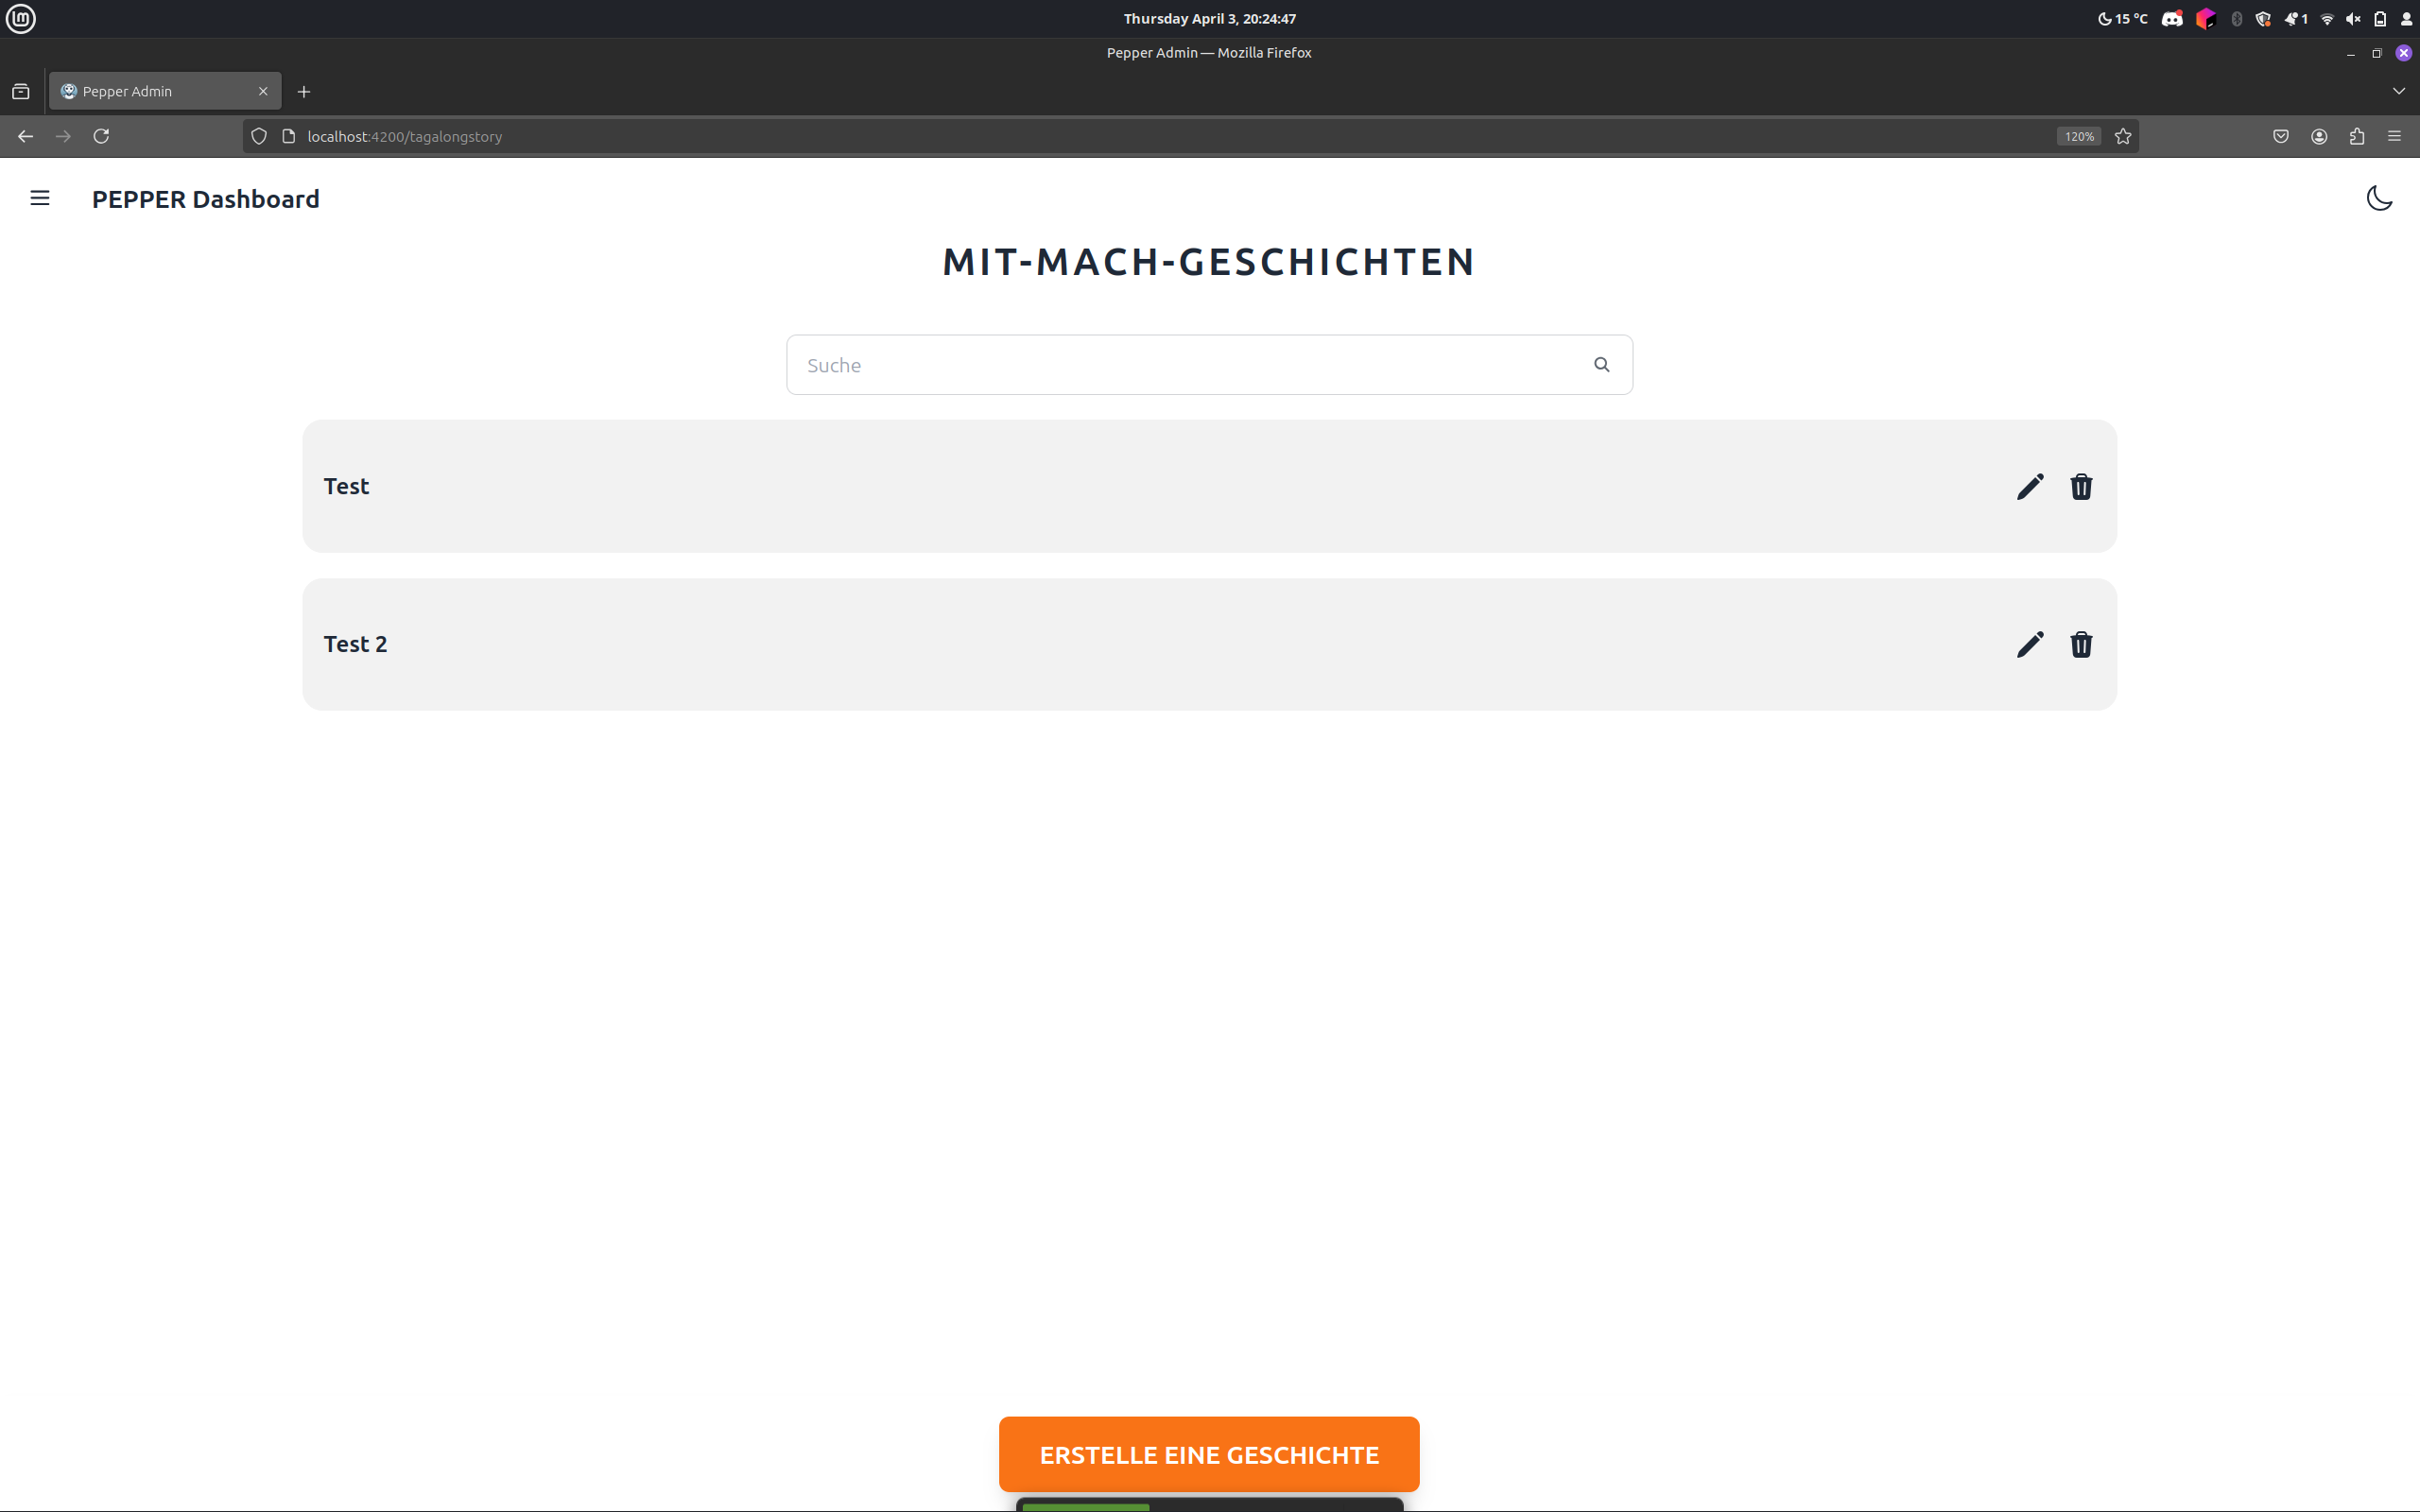 Thursday April 3, 20:24:47
15 °C
1
Pepper Admin — Mozilla Firefox
Pepper Admin
localhost:4200/tagalongstory
120%
PEPPER Dashboard
MIT-MACH-GESCHICHTEN
Suche
Test
Test 2
ERSTELLE EINE GESCHICHTE